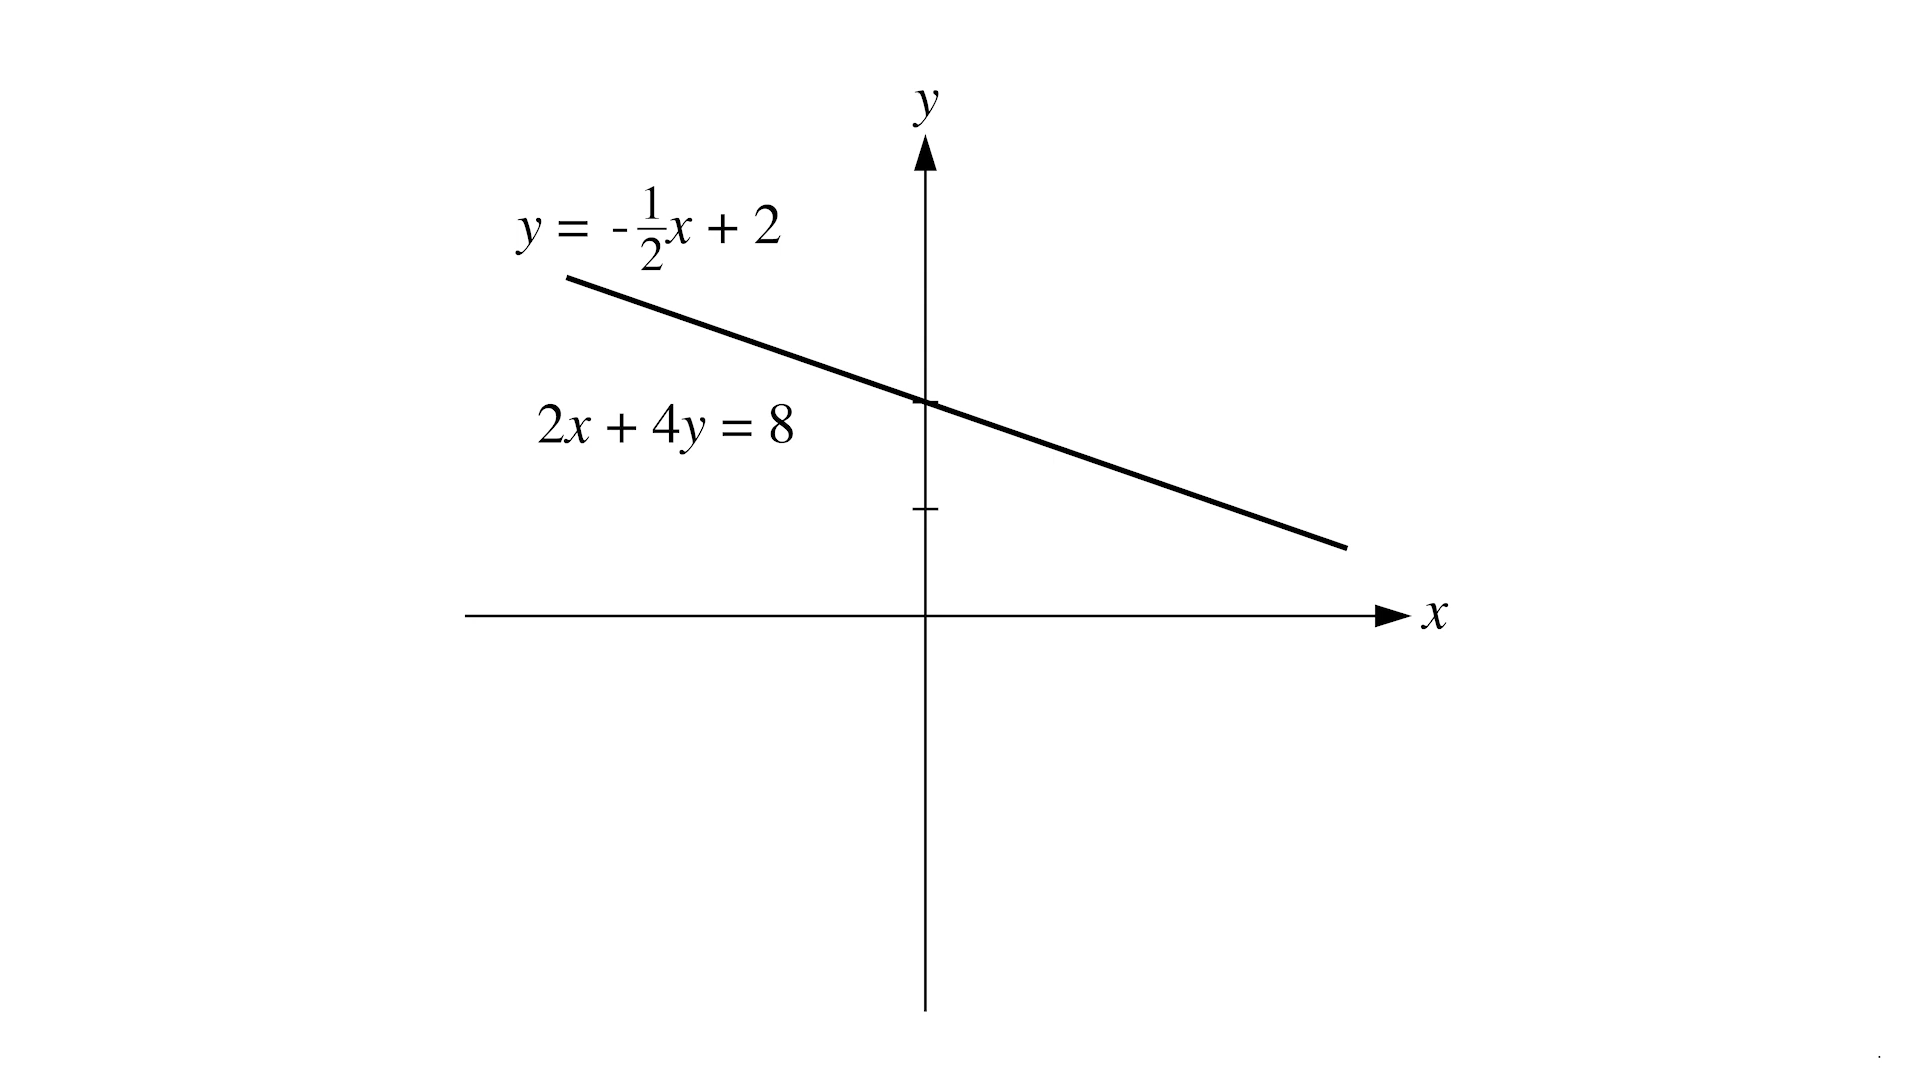 y
y = -1/2x + 2
2x + 4y = 8
x